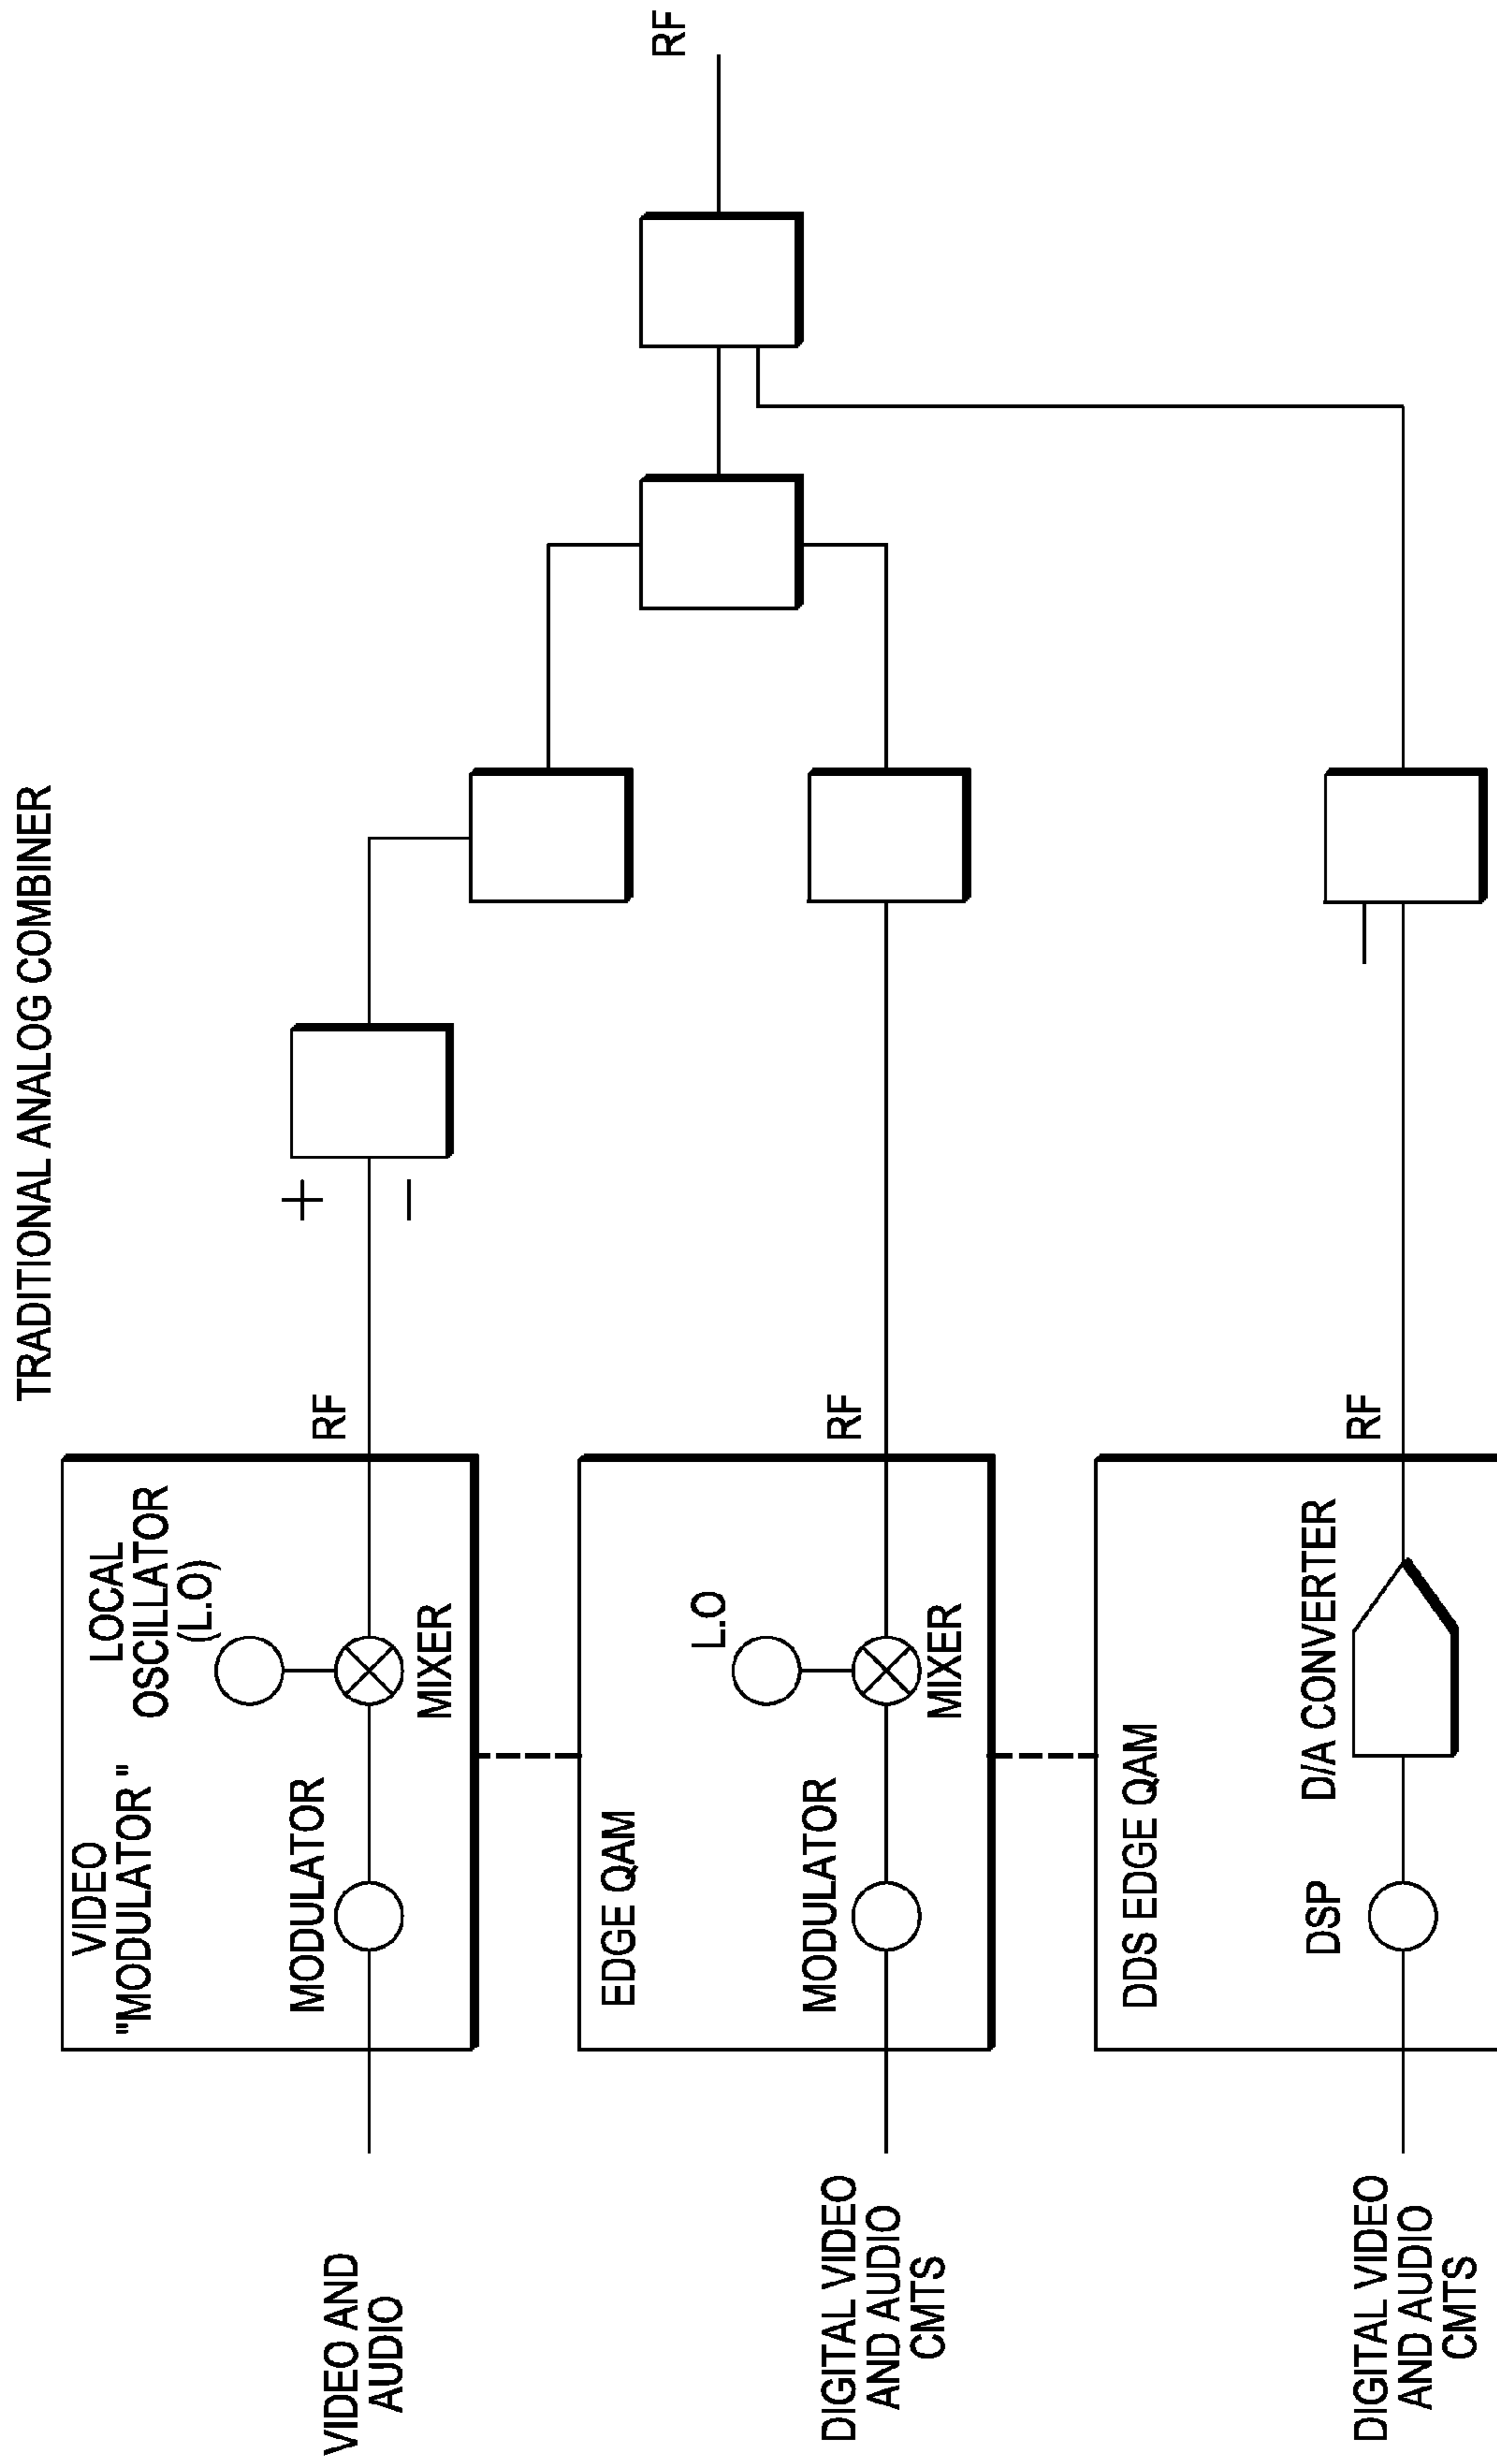 TRADITIONAL ANALOG COMBINER
VIDEO
"MODULATOR"
LOCAL
OSCILLATOR
(L.O)
MODULATOR
MIXER
RF
VIDEO AND
AUDIO
+
−
EDGE QAM
L.O
MODULATOR
MIXER
RF
DIGITAL VIDEO
AND AUDIO
CMTS
RF
DDS EDGE QAM
D/A CONVERTER
DSP
RF
DIGITAL VIDEO
AND AUDIO
CMTS